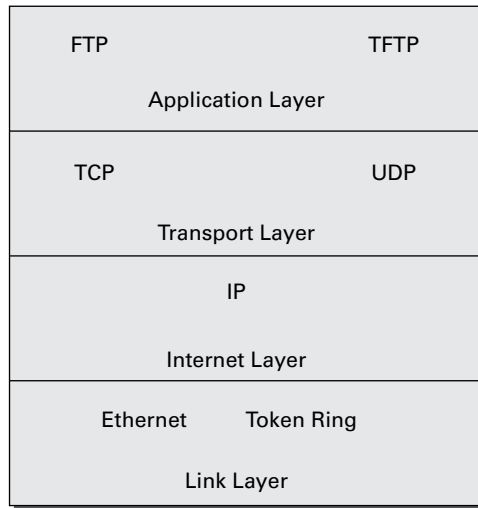 FTP TFTP
Application Layer
TCP UDP
Transport Layer
IP
Internet Layer
Ethernet Token Ring
Link Layer